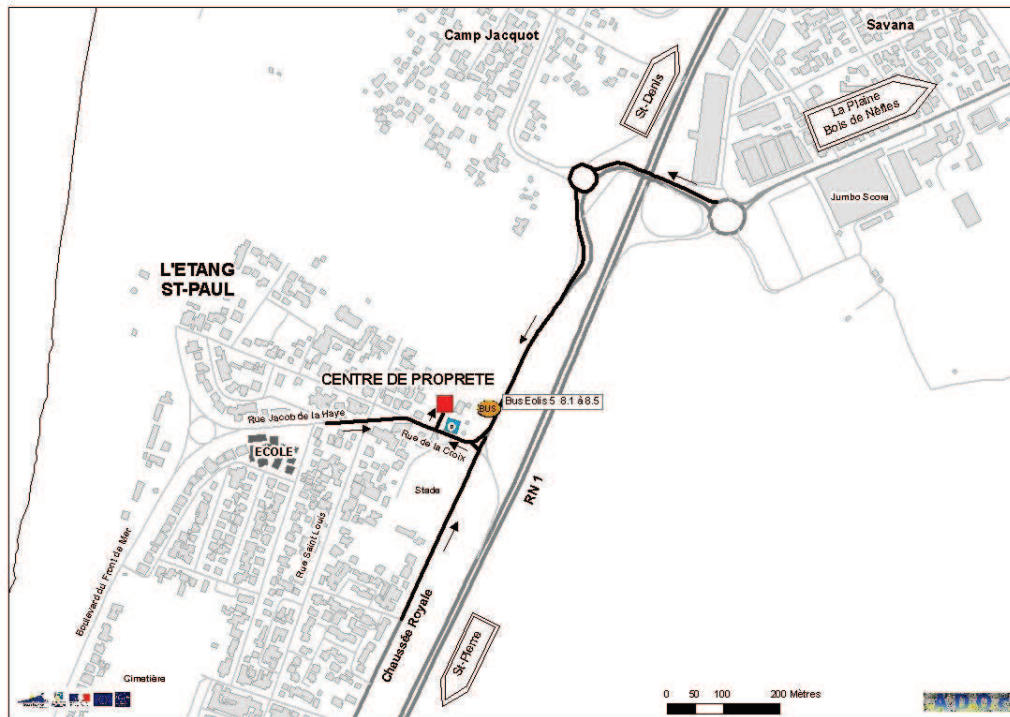 Camp Jacquot
Savana
St-Denis
La Plaine
Bois de Nèfles
Jumbo Score
L'ETANG
ST-PAUL
CENTRE DE PROPRETE
BUS
Bus Eolis 5 8.1 à 8.5
Rue Jacob de la Haye
Rue de la Croix
ECOLE
Stade
RN 1
Rue Saint Louis
Boulevard du Front de Mer
Chaussée Royale
St-Pierre
Cimetière
0 50 100 200 Mètres